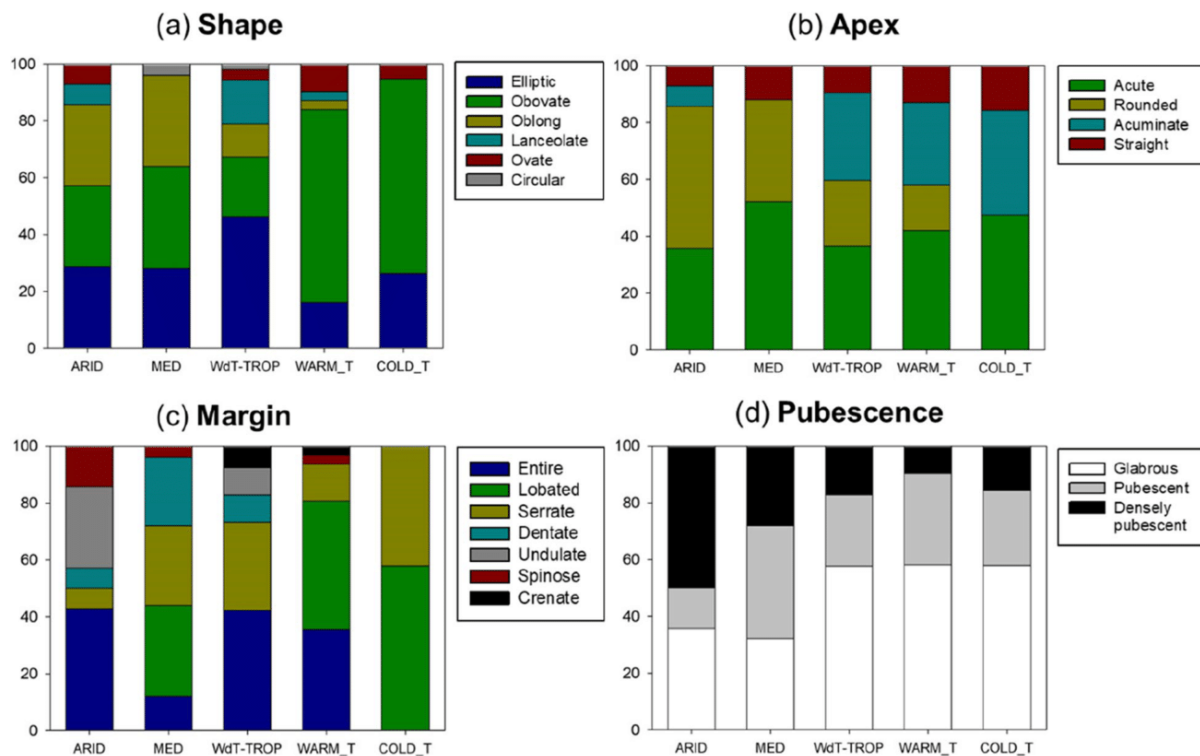 (a) Shape
100
80
60
40
20
0
ARID MED WdT-TROP WARM_T COLD_T
Elliptic
Obovate
Oblong
Lanceolate
Ovate
Circular
(b) Apex
100
80
60
40
20
0
ARID MED WdT-TROP WARM_T COLD_T
Acute
Rounded
Acuminate
Straight
(c) Margin
100
80
60
40
20
0
ARID MED WdT-TROP WARM_T COLD_T
Entire
Lobated
Serrate
Dentate
Undulate
Spinose
Crenate
(d) Pubescence
100
80
60
40
20
0
ARID MED WdT-TROP WARM_T COLD_T
Glabrous
Pubescent
Densely
pubescent